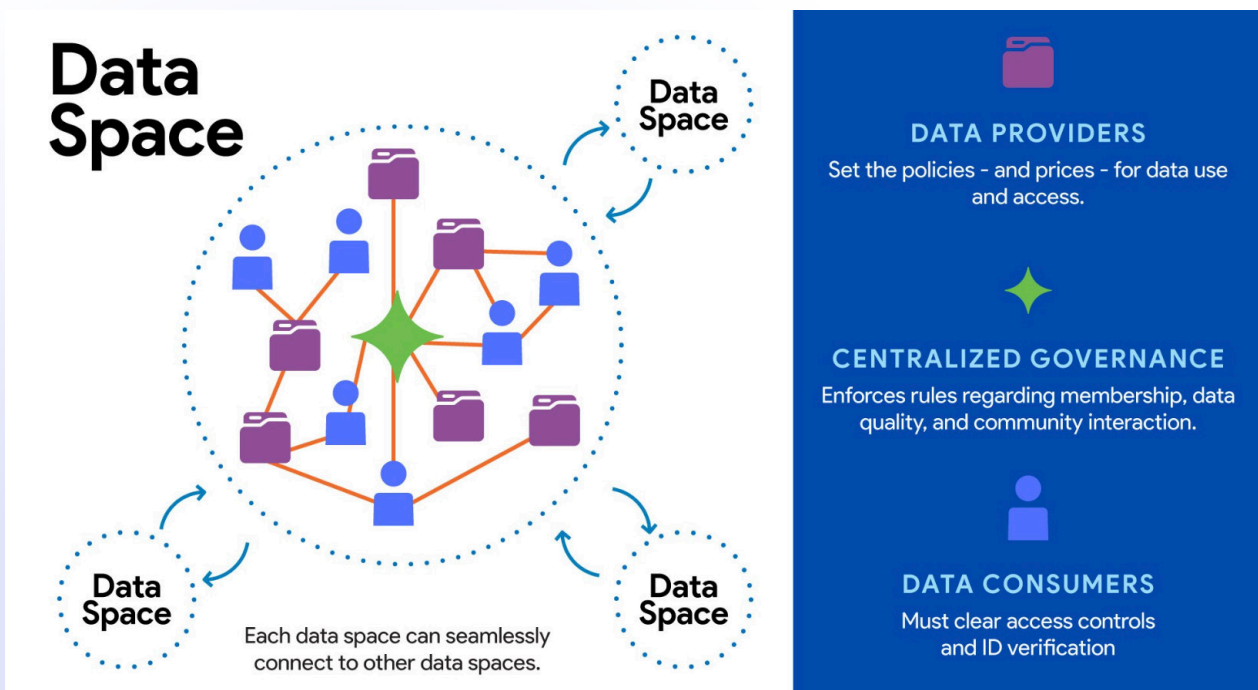 Data
Space
Data
Space
Data
Space
Data
Space
Each data space can seamlessly
connect to other data spaces.
DATA PROVIDERS
Set the policies - and prices - for data use
and access.
CENTRALIZED GOVERNANCE
Enforces rules regarding membership, data
quality, and community interaction.
DATA CONSUMERS
Must clear access controls
and ID verification